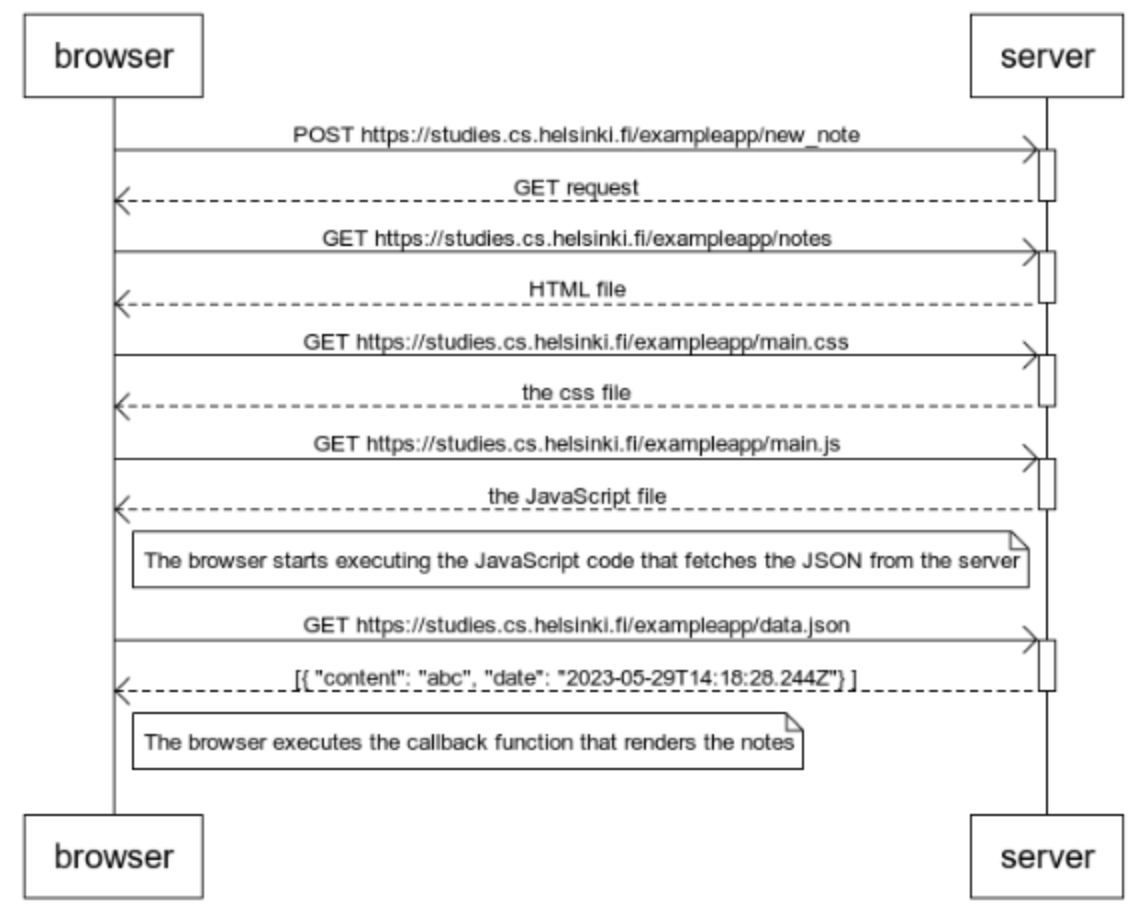 browser
server
POST https://studies.cs.helsinki.fi/exampleapp/new_note
GET request
GET https://studies.cs.helsinki.fi/exampleapp/notes
HTML file
GET https://studies.cs.helsinki.fi/exampleapp/main.css
the css file
GET https://studies.cs.helsinki.fi/exampleapp/main.js
the JavaScript file
The browser starts executing the JavaScript code that fetches the JSON from the server
GET https://studies.cs.helsinki.fi/exampleapp/data.json
[{ "content": "abc", "date": "2023-05-29T14:18:28.244Z"} ]
The browser executes the callback function that renders the notes
browser
server